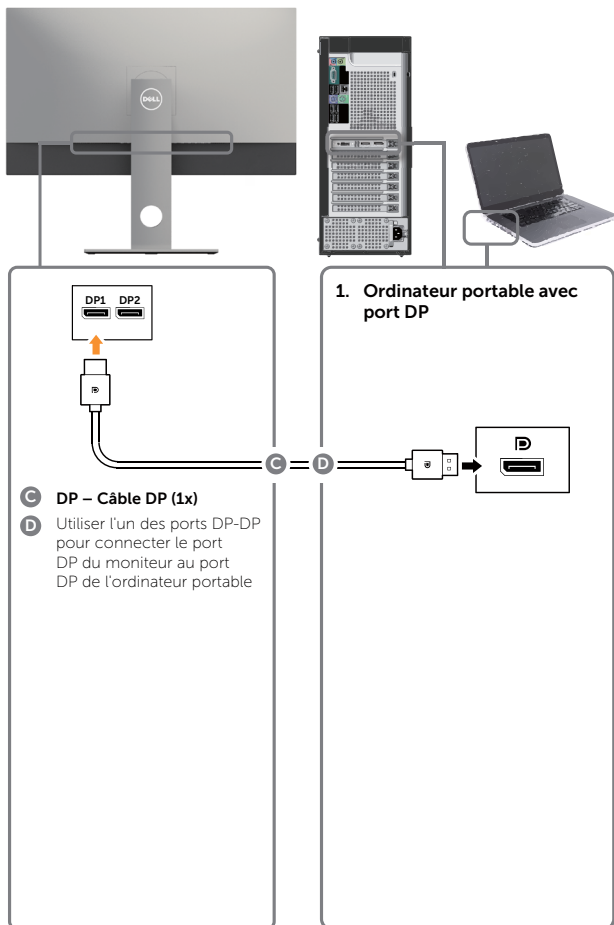 DELL
DP1 DP2
C D
C DP – Câble DP (1x)
D Utiliser l'un des ports DP-DP
pour connecter le port
DP du moniteur au port
DP de l'ordinateur portable
1. Ordinateur portable avec
port DP